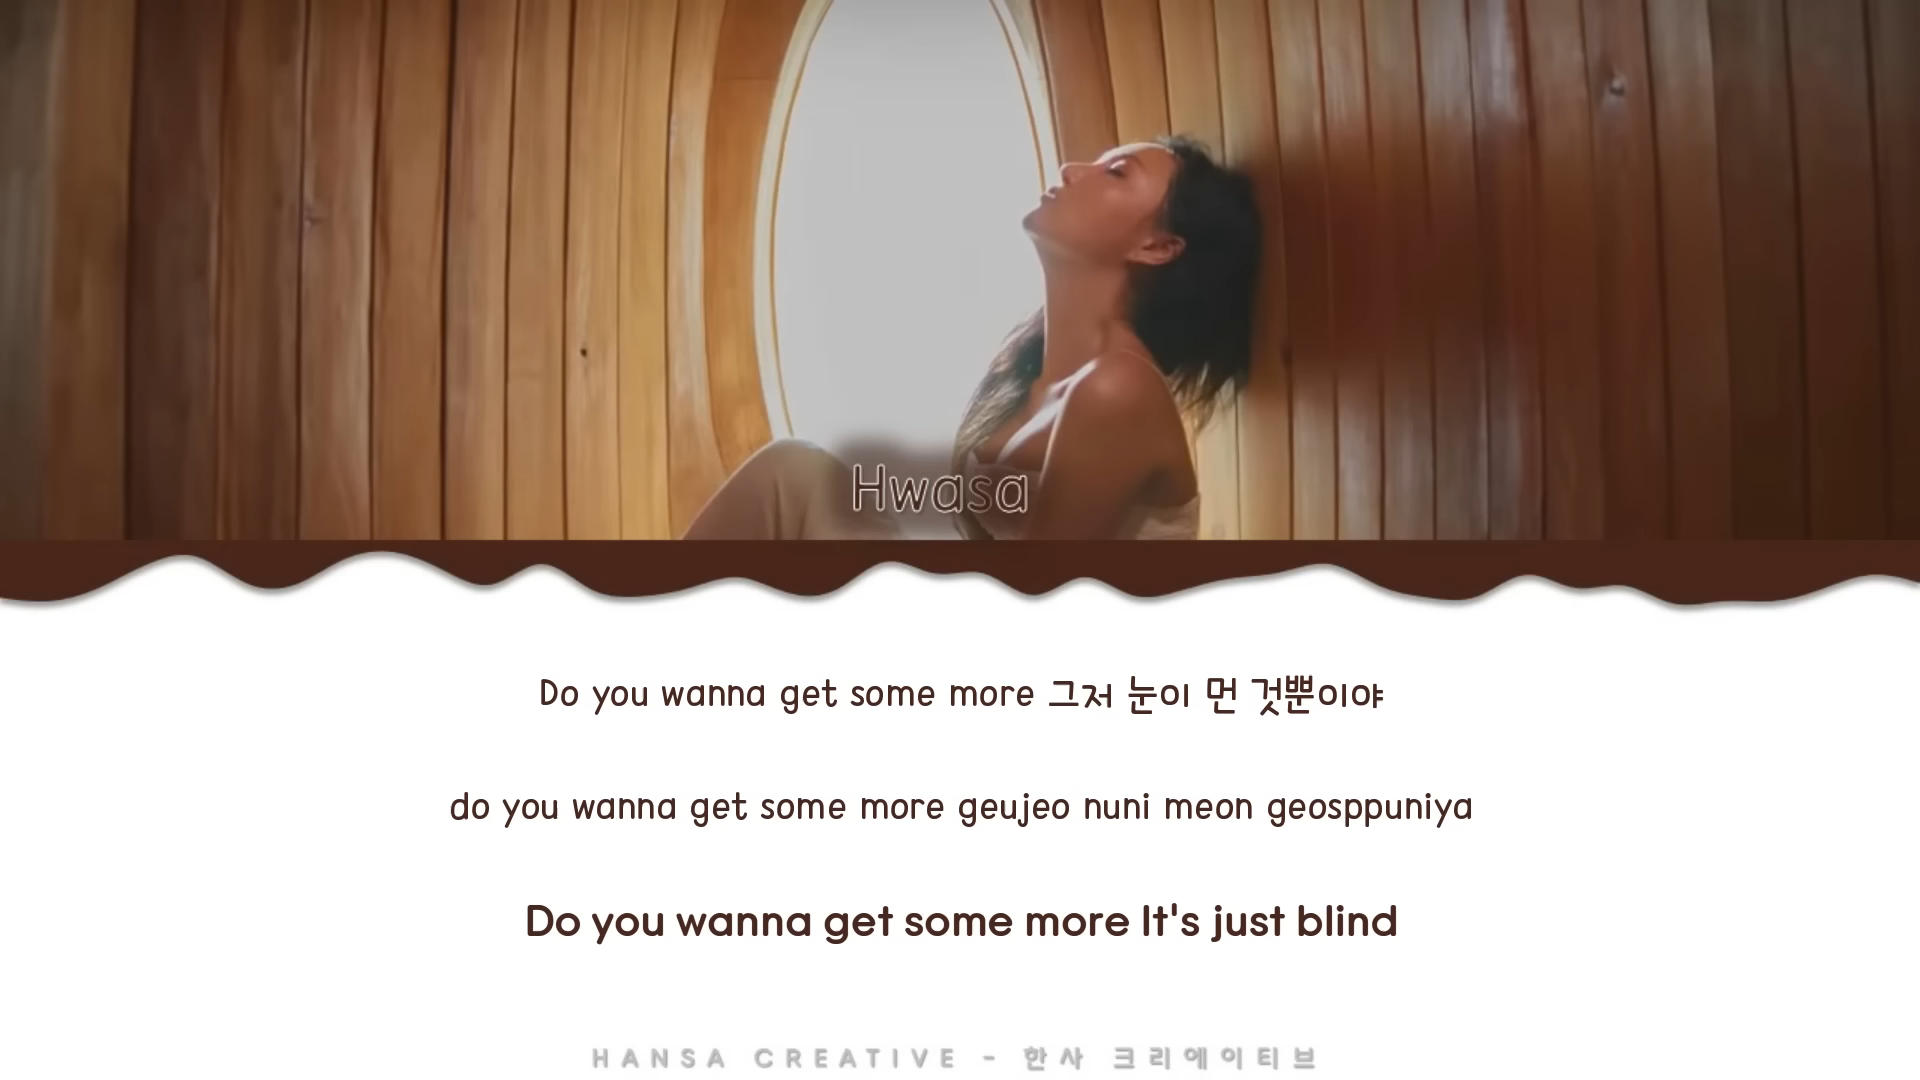 Hwasa
Do you wanna get some more 그저 눈이 먼 것뿐이야
do you wanna get some more geujeo nuni meon geosppuniya
Do you wanna get some more It's just blind
HANSA CREATIVE - 한사 크리에이티브